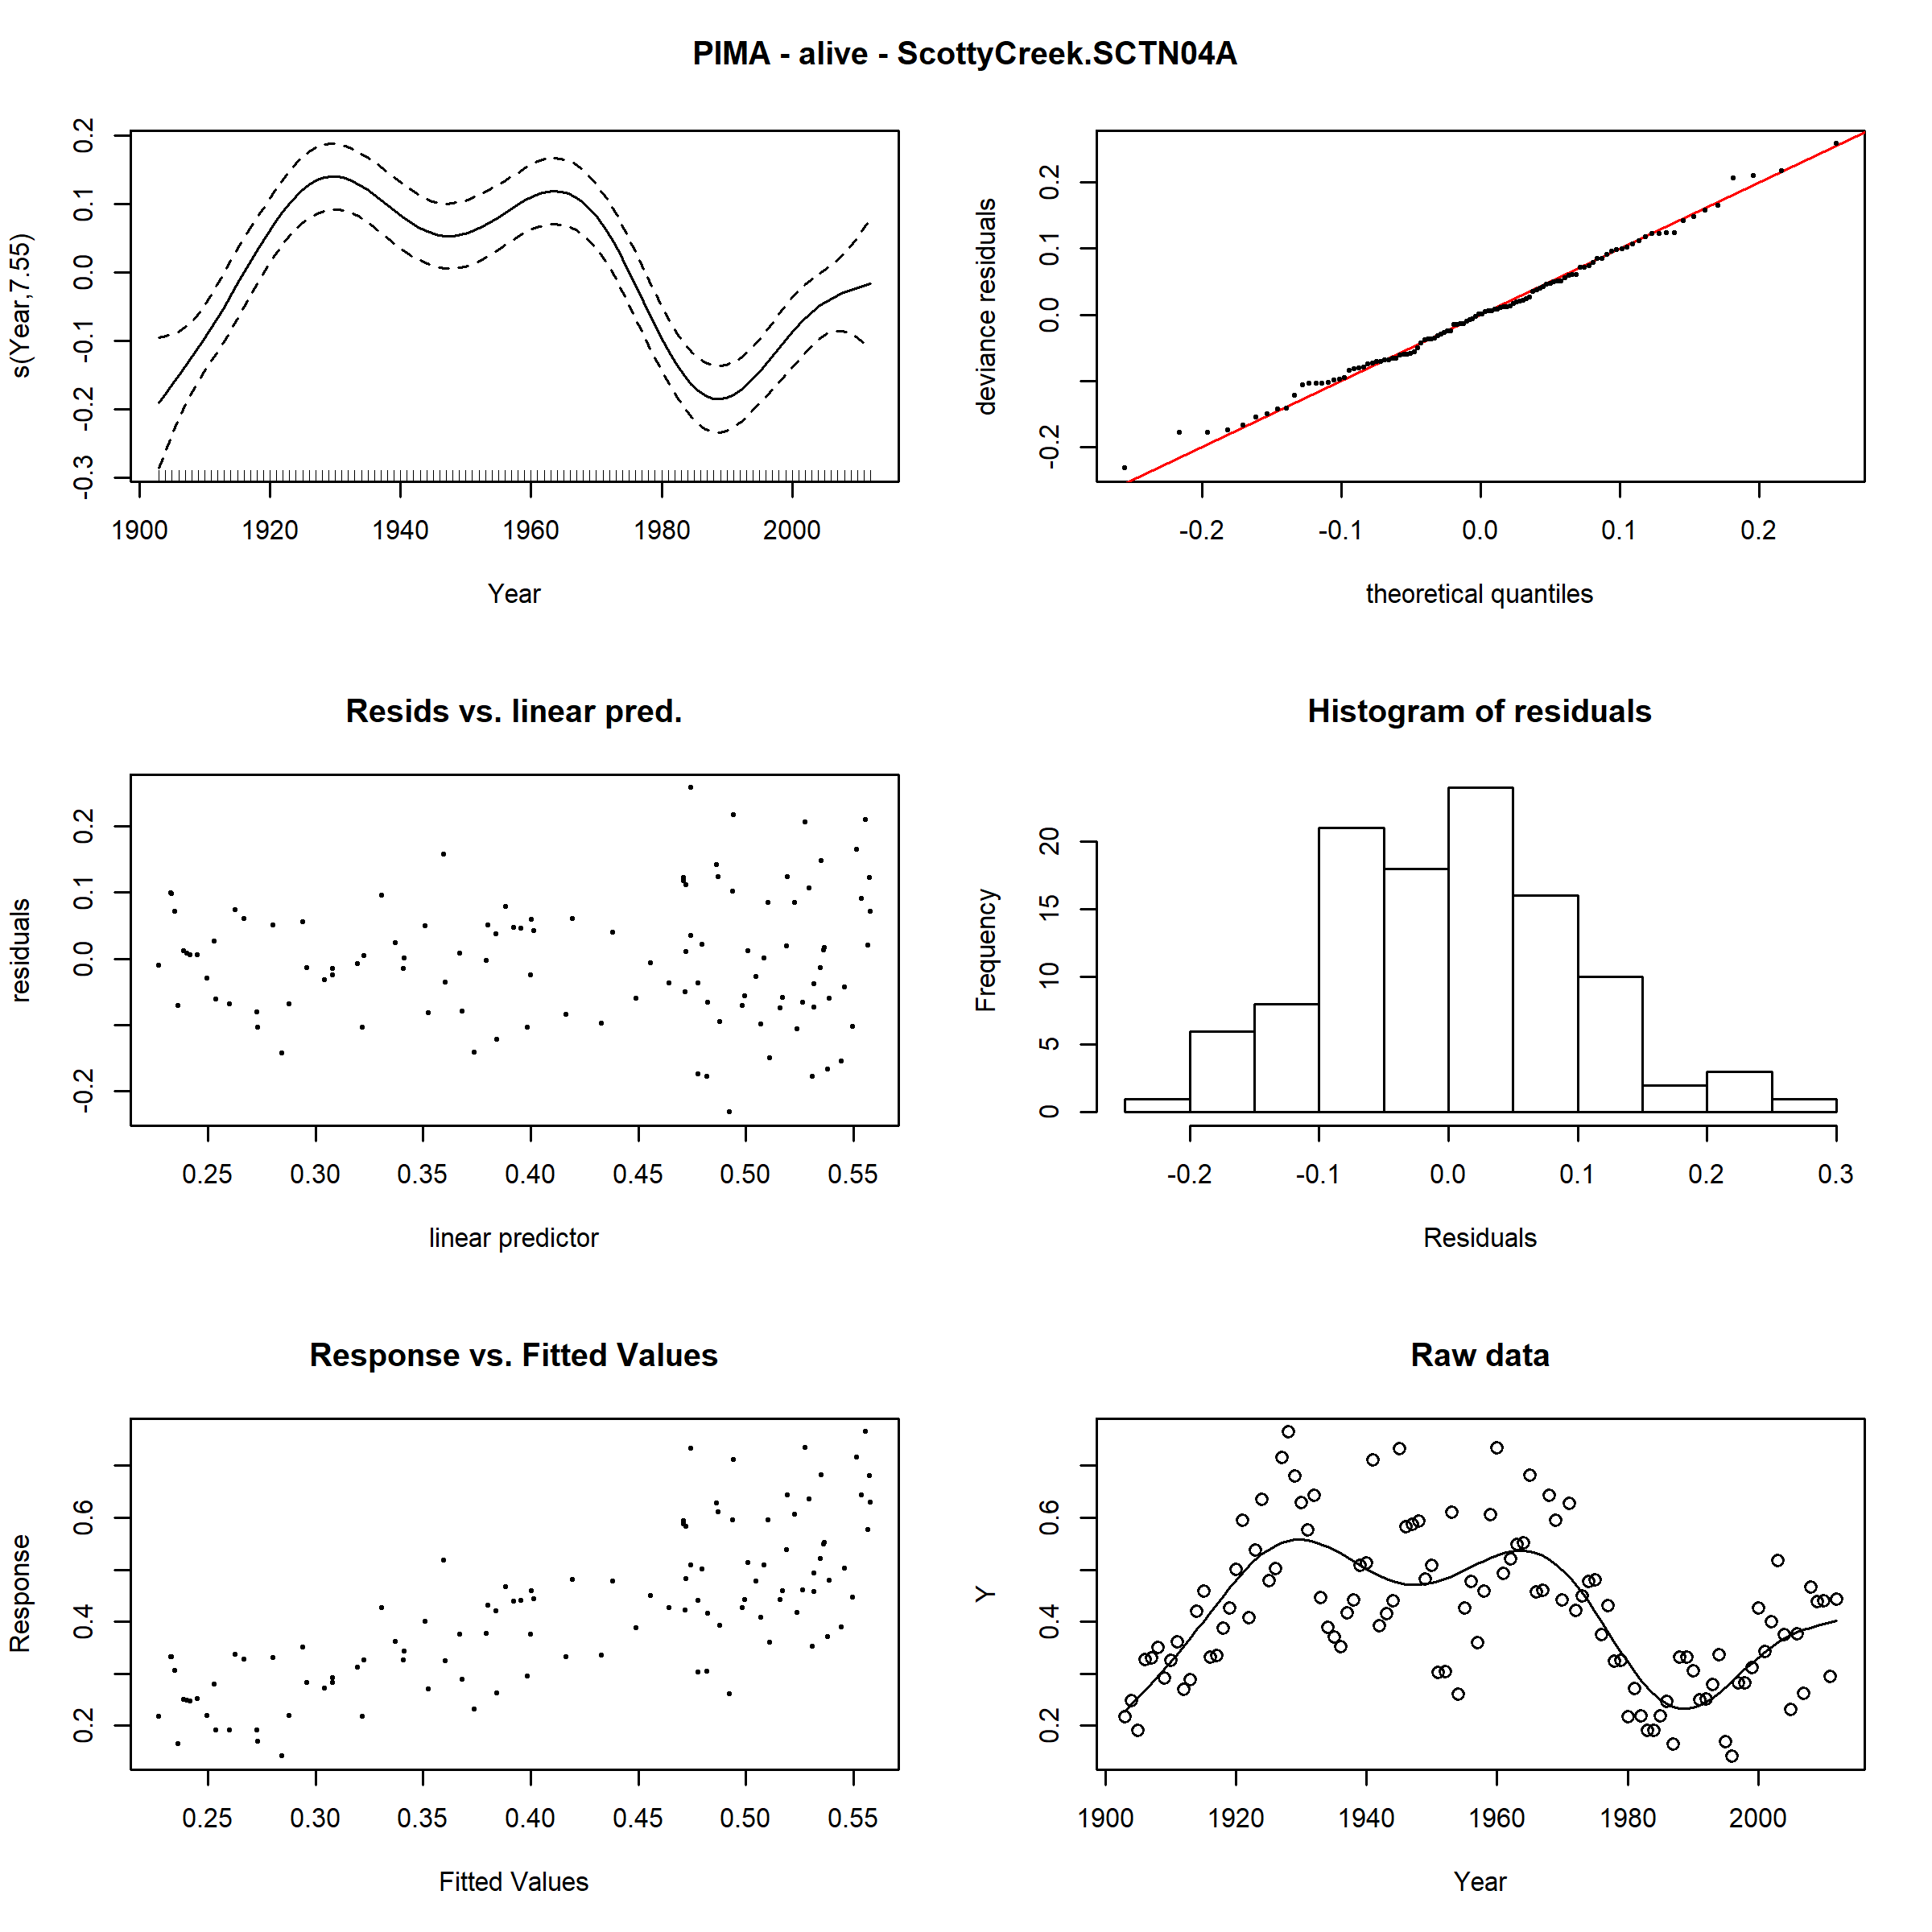 PIMA - alive - ScottyCreek.SCTN04A
s(Year,7.55)
0.2
0.1
0.0
-0.1
-0.2
-0.3
1900 1920 1940 1960 1980 2000
Year
deviance residuals
0.2
0.1
0.0
-0.2
-0.2 -0.1 0.0 0.1 0.2
theoretical quantiles
Resids vs. linear pred.
residuals
0.2
0.1
0.0
-0.2
0.25 0.30 0.35 0.40 0.45 0.50 0.55
linear predictor
Histogram of residuals
Frequency
20
15
10
5
0
-0.2 -0.1 0.0 0.1 0.2 0.3
Residuals
Response vs. Fitted Values
Response
0.6
0.4
0.2
0.25 0.30 0.35 0.40 0.45 0.50 0.55
Fitted Values
Raw data
Y
0.6
0.4
0.2
1900 1920 1940 1960 1980 2000
Year